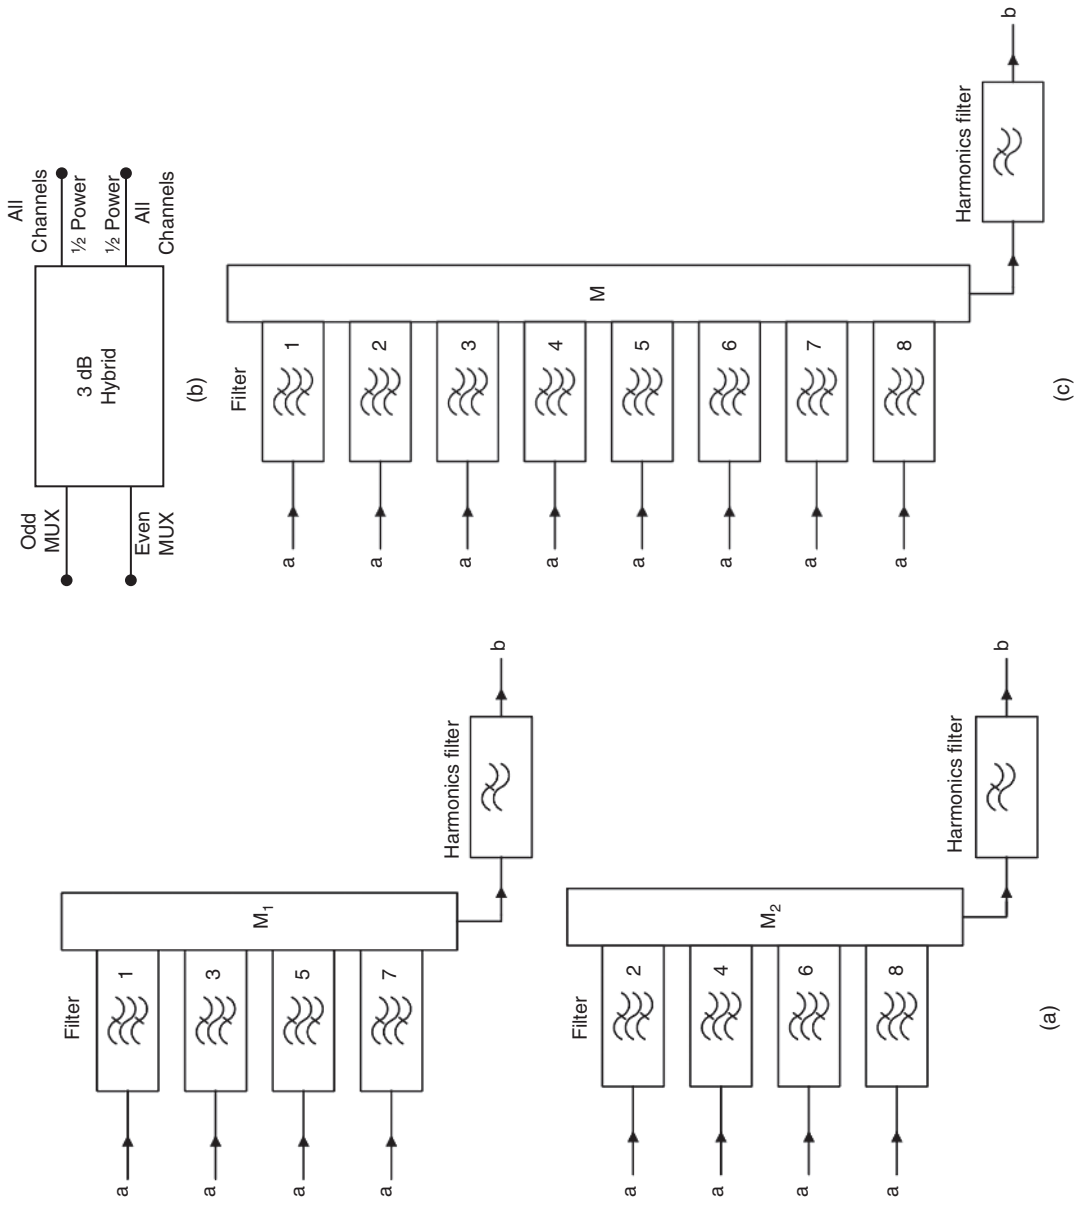 Filter
a
1
a
3
a
5
a
7
M1
Harmonics filter
b
Filter
a
2
a
4
a
6
a
8
M2
Harmonics filter
b
(a)
Odd
MUX
Even
MUX
3 dB
Hybrid
All
Channels
½ Power
½ Power
All
Channels
(b)
Filter
a
1
a
2
a
3
a
4
a
5
a
6
a
7
a
8
M
Harmonics filter
b
(c)